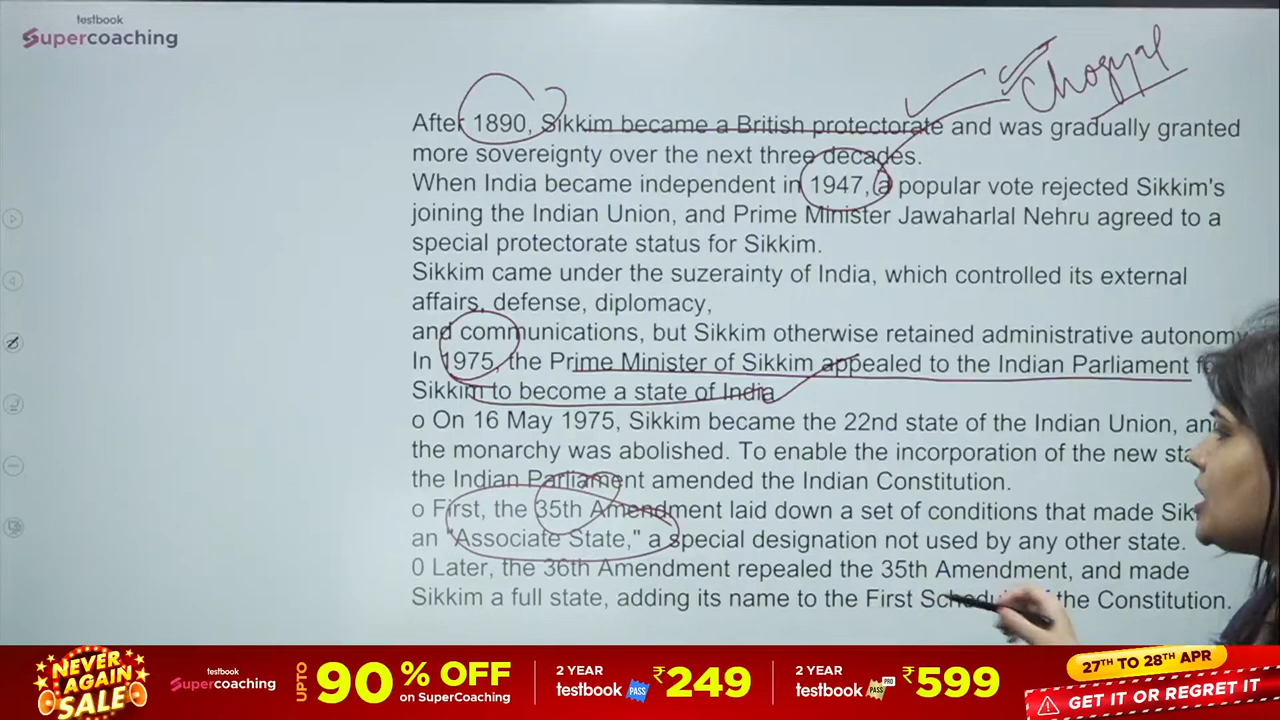 testbook
Supercoaching
Chogyal
After 1890, Sikkim became a British protectorate and was gradually granted
more sovereignty over the next three decades.
When India became independent in 1947, a popular vote rejected Sikkim's
joining the Indian Union, and Prime Minister Jawaharlal Nehru agreed to a
special protectorate status for Sikkim.
Sikkim came under the suzerainty of India, which controlled its external
affairs, defense, diplomacy,
and communications, but Sikkim otherwise retained administrative autonomy
In 1975, the Prime Minister of Sikkim appealed to the Indian Parliament
Sikkim to become a state of India
o On 16 May 1975, Sikkim became the 22nd state of the Indian Union, an
the monarchy was abolished. To enable the incorporation of the new sta
the Indian Parliament amended the Indian Constitution.
o First, the 35th Amendment laid down a set of conditions that made Sik
an "Associate State," a special designation not used by any other state.
0 Later, the 36th Amendment repealed the 35th Amendment, and made
Sikkim a full state, adding its name to the First Schedu the Constitution.
NEVER AGAIN SALE
testbook Supercoaching
UPTO 90% OFF on SuperCoaching
2 YEAR testbook PASS ₹249
2 YEAR testbook PASS PRO ₹599
27TH TO 28TH APR
GET IT OR REGRET IT